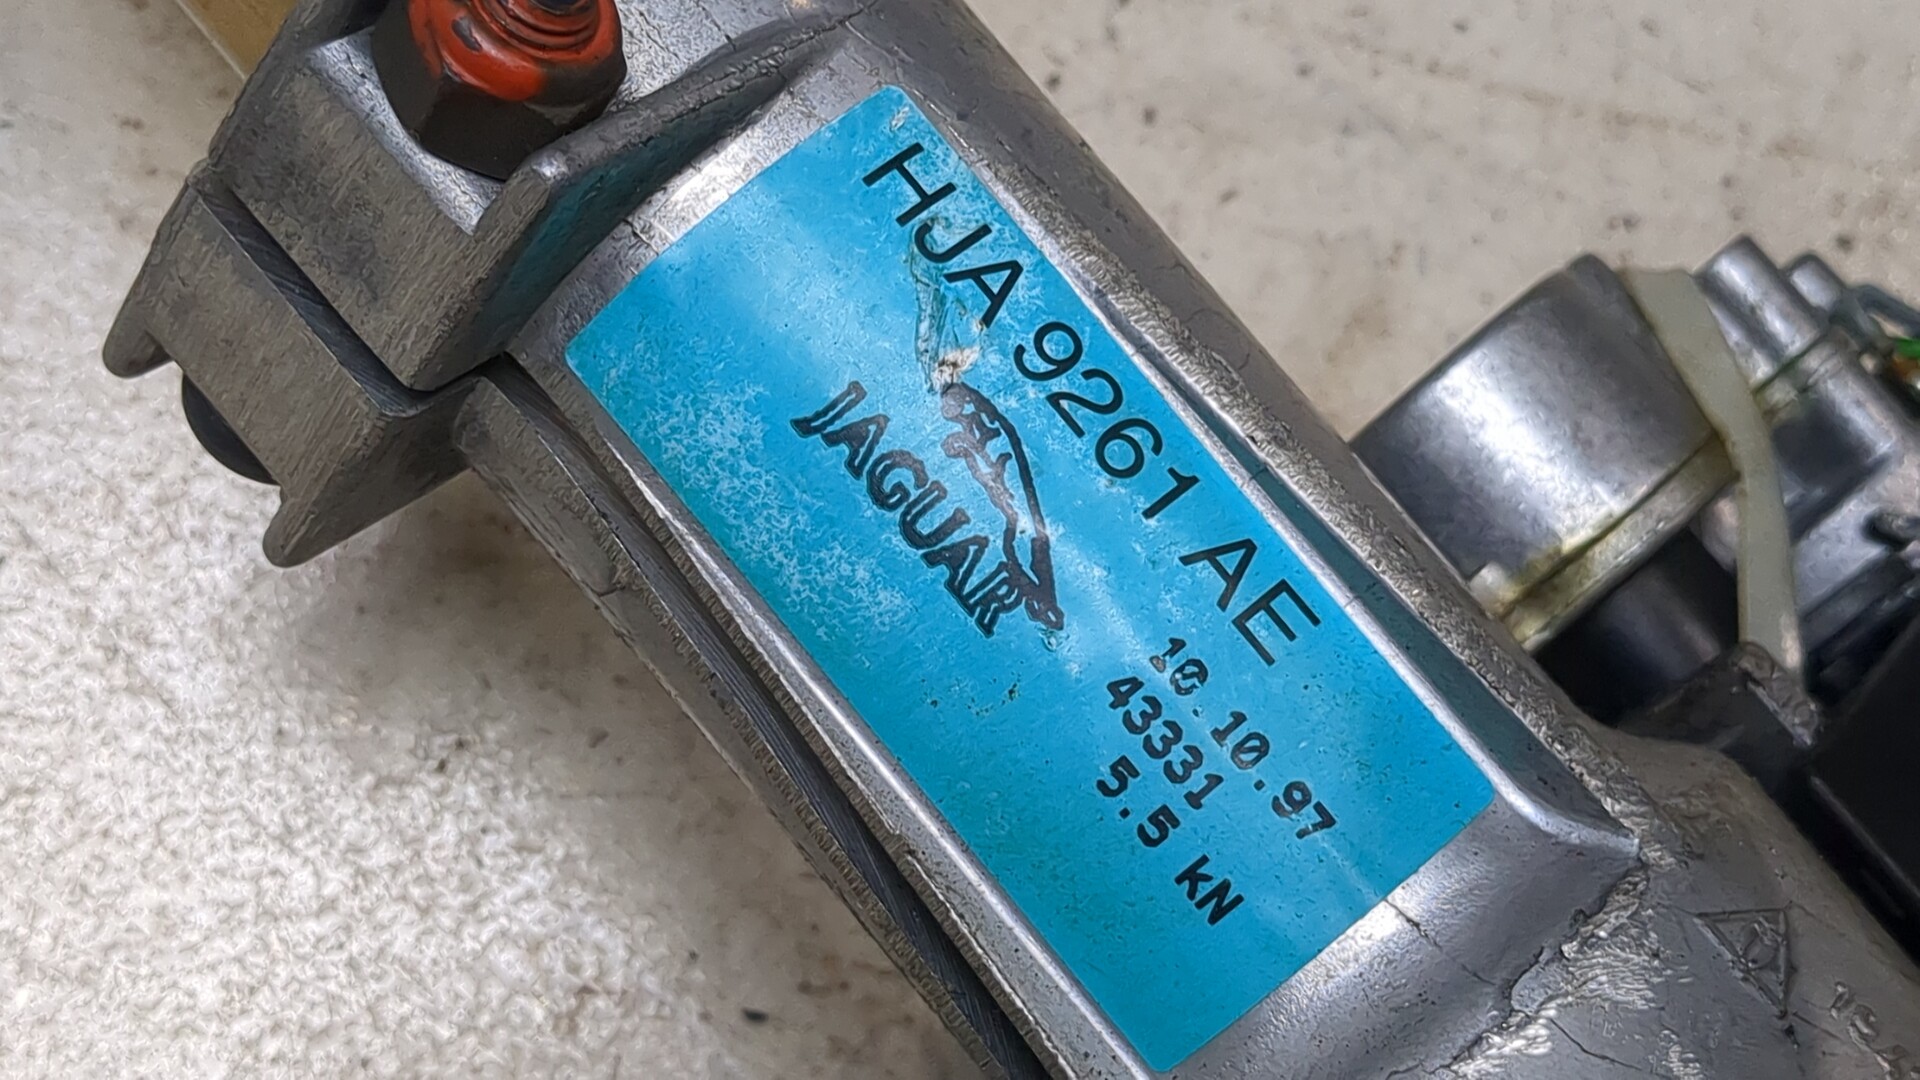 HJA 9261 AE
JAGUAR
10.10.97
43331
5.5 KN